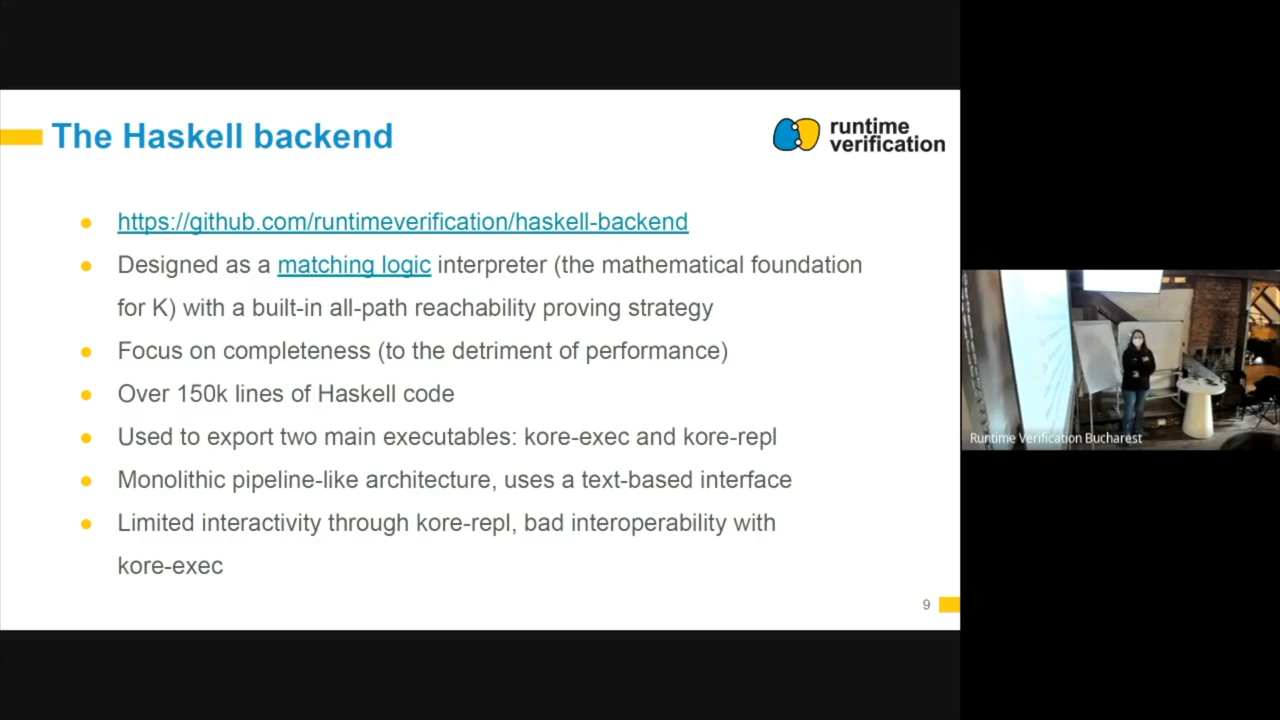 The Haskell backend
runtime
verification
https://github.com/runtimeverification/haskell-backend
Designed as a matching logic interpreter (the mathematical foundation
for K) with a built-in all-path reachability proving strategy
Focus on completeness (to the detriment of performance)
Over 150k lines of Haskell code
Used to export two main executables: kore-exec and kore-repl
Monolithic pipeline-like architecture, uses a text-based interface
Limited interactivity through kore-repl, bad interoperability with
kore-exec
9
Runtime Verification Bucharest